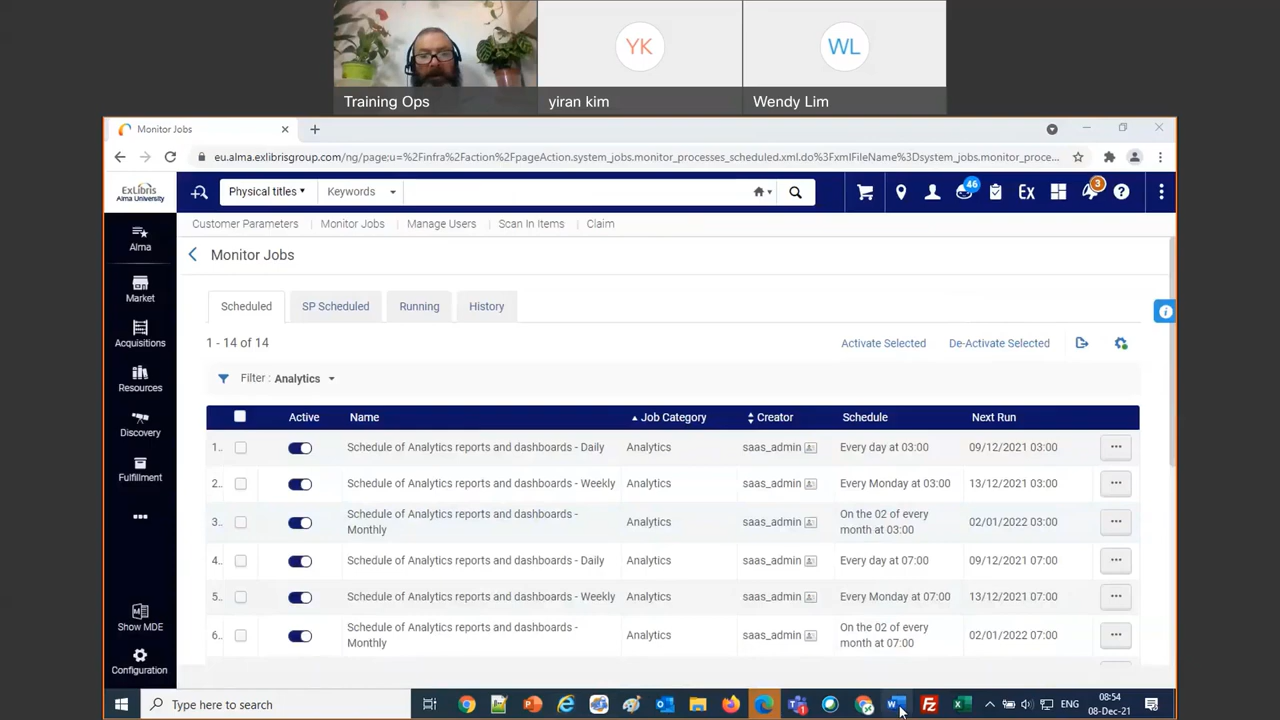 YK
WL
Training Ops
yiran kim
Wendy Lim
Monitor Jobs
eu.alma.exlibrisgroup.com/ng/page;u=%2Finfra%2Faction%2FpageAction.system_jobs.monitor_processes_scheduled.xml.do%3FxmlFileName%3Dsystem_jobs.monitor_proce...
ExLibris
Alma University
Physical titles
Keywords
46
Ex
3
Customer Parameters
Monitor Jobs
Manage Users
Scan In Items
Claim
Alma
Market
Acquisitions
Resources
Discovery
Fulfillment
Show MDE
Configuration
Monitor Jobs
Scheduled
SP Scheduled
Running
History
1 - 14 of 14
Activate Selected
De-Activate Selected
Filter : Analytics
Active Name Job Category Creator Schedule Next Run
1.. Schedule of Analytics reports and dashboards - Daily Analytics saas_admin Every day at 03:00 09/12/2021 03:00
2.. Schedule of Analytics reports and dashboards - Weekly Analytics saas_admin Every Monday at 03:00 13/12/2021 03:00
3.. Schedule of Analytics reports and dashboards -
Monthly
Analytics saas_admin
On the 02 of every
month at 03:00
02/01/2022 03:00
4.. Schedule of Analytics reports and dashboards - Daily Analytics saas_admin Every day at 07:00 09/12/2021 07:00
5.. Schedule of Analytics reports and dashboards - Weekly Analytics saas_admin Every Monday at 07:00 13/12/2021 07:00
6.. Schedule of Analytics reports and dashboards -
Monthly
Analytics saas_admin
On the 02 of every
month at 07:00
02/01/2022 07:00
Type here to search
ENG
08:54
08-Dec-21